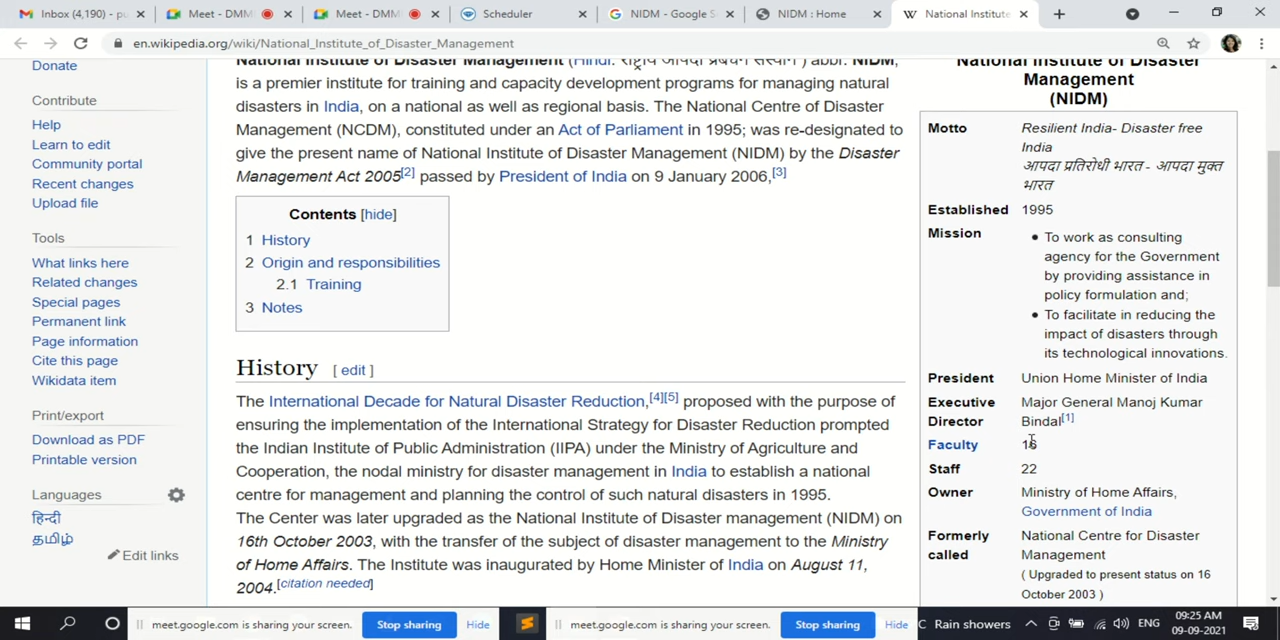 Inbox (4,190) - p
Meet - DMM
Meet - DMM
Scheduler
NIDM - Google S
NIDM : Home
National Institute
en.wikipedia.org/wiki/National_Institute_of_Disaster_Management
Donate
Contribute
Help
Learn to edit
Community portal
Recent changes
Upload file
Tools
What links here
Related changes
Special pages
Permanent link
Page information
Cite this page
Wikidata item
Print/export
Download as PDF
Printable version
Languages
हिन्दी
தமிழ்
Edit links
National Institute of Disaster Management (Hindi: राष्ट्रीय आपदा प्रबंधन संस्थान ) abbr. NIDM,
is a premier institute for training and capacity development programs for managing natural
disasters in India, on a national as well as regional basis. The National Centre of Disaster
Management (NCDM), constituted under an Act of Parliament in 1995; was re-designated to
give the present name of National Institute of Disaster Management (NIDM) by the Disaster
Management Act 2005[2] passed by President of India on 9 January 2006,[3]
Contents [hide]
1 History
2 Origin and responsibilities
2.1 Training
3 Notes
History [ edit ]
The International Decade for Natural Disaster Reduction,[4][5] proposed with the purpose of
ensuring the implementation of the International Strategy for Disaster Reduction prompted
the Indian Institute of Public Administration (IIPA) under the Ministry of Agriculture and
Cooperation, the nodal ministry for disaster management in India to establish a national
centre for management and planning the control of such natural disasters in 1995.
The Center was later upgraded as the National Institute of Disaster management (NIDM) on
16th October 2003, with the transfer of the subject of disaster management to the Ministry
of Home Affairs. The Institute was inaugurated by Home Minister of India on August 11,
2004.[citation needed]
National Institute of Disaster
Management
(NIDM)
Motto Resilient India- Disaster free
India
आपदा प्रतिरोधी भारत - आपदा मुक्त
भारत
Established 1995
Mission
• To work as consulting
agency for the Government
by providing assistance in
policy formulation and;
• To facilitate in reducing the
impact of disasters through
its technological innovations.
President Union Home Minister of India
Executive Major General Manoj Kumar
Director Bindal[1]
Faculty 16
Staff 22
Owner Ministry of Home Affairs,
Government of India
Formerly National Centre for Disaster
called Management
( Upgraded to present status on 16
October 2003 )
meet.google.com is sharing your screen. Stop sharing Hide
meet.google.com is sharing your screen. Stop sharing Hide
C Rain showers
ENG
09:25 AM
09-09-2021